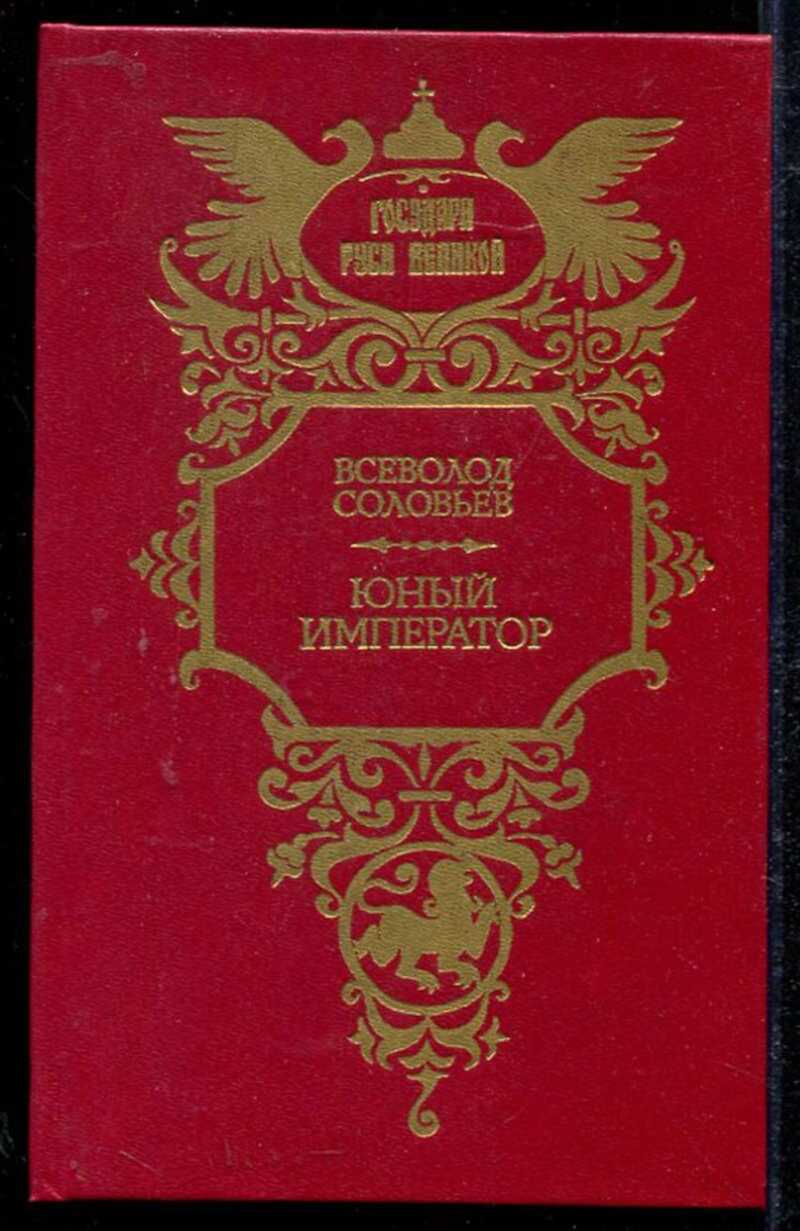 ГОСУДАРИ
РУСИ ВЕЛИКОЙ
ВСЕВОЛОД
СОЛОВЬЕВ
ЮНЫЙ
ИМПЕРАТОР